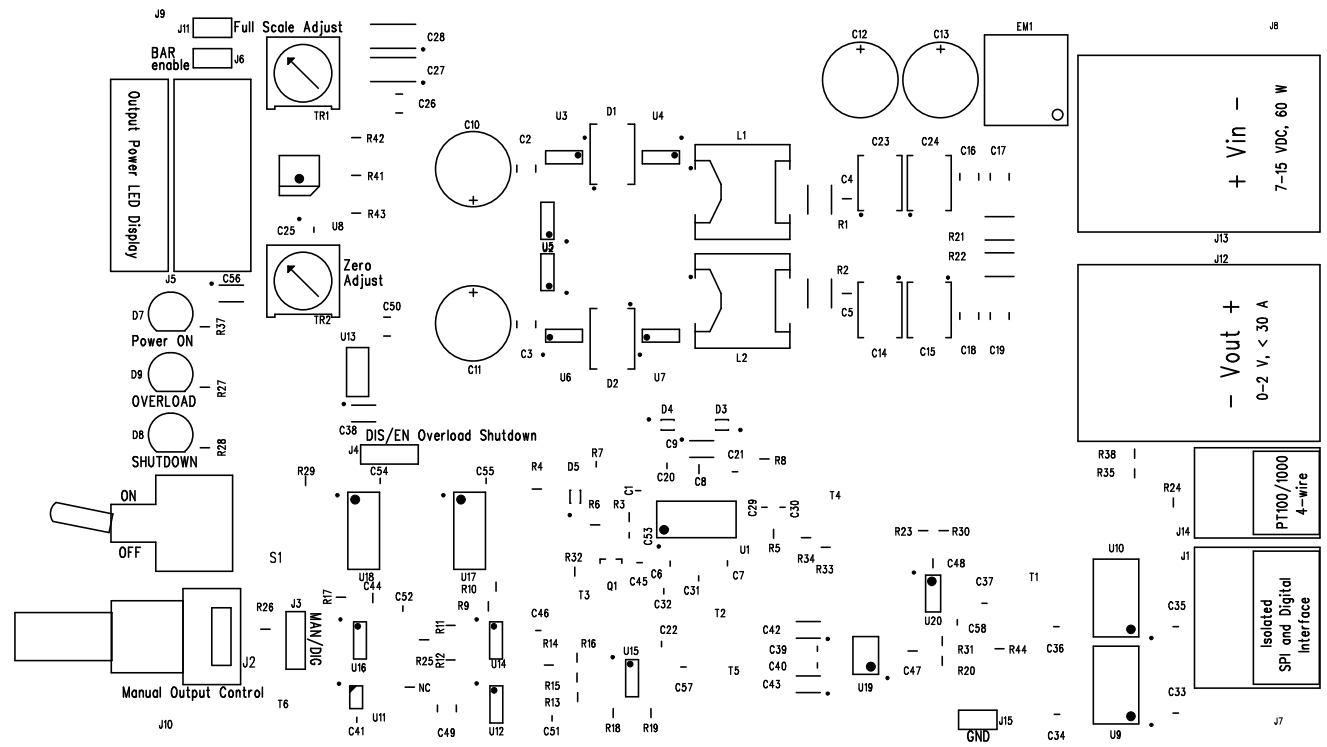 J9
J8
J11 Full Scale Adjust
C28
C12
C13
EM1
BAR
enable
J6
C27
C26
TR1
Output Power LED Display
C10
C2
U3
D1
U4
L1
C23
C24
C16
C17
+ Vin -
7-15 VDC, 60 W
R42
R41
R43
C25
U8
C4
R1
U5
U2
R21
R22
J13
J12
J5
C56
Zero
Adjust
R2
C5
D7
R37
Power ON
TR2
C50
U13
C3
C11
U6
D2
U7
L2
C14
C15
C18
C19
- Vout +
0-2 V, < 30 A
D9
R27
OVERLOAD
D8
R28
SHUTDOWN
C38
DIS/EN Overload Shutdown
J4
D4
D3
C9
C21
R8
R7
R38
R35
R29
C54
C55
R4
D5
C20
C8
R24
PT100/1000
4-wire
J14
ON
OFF
S1
R6
R3
C1
C53
C29
C30
T4
U1
R5
R34
R33
R23
R30
U18
U17
R10
R32
Q1
C45
C6
C7
C31
C32
C48
C37
T1
U10
J1
R17
C44
C52
R9
T3
T2
U20
C58
C35
Isolated
SPI and Digital
Interface
R26
J3
MAN/DIG
R11
C46
C22
C42
C39
C40
C43
R14
R16
U15
R31
R44
R20
C36
J2
U16
R25
R12
U14
C57
T5
U19
C47
NC
R15
R13
C33
Manual Output Control
T6
J10
C41
U11
C49
U12
C51
R18
R19
J15
GND
C34
U9
J7